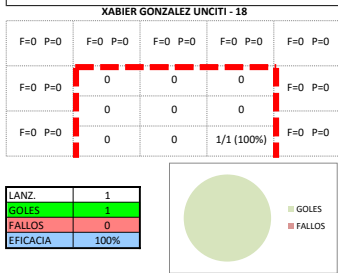 XABIER GONZALEZ UNCITI - 18
F=0 P=0 F=0 P=0 F=0 P=0 F=0 P=0 F=0 P=0
F=0 P=0 0 0 0 F=0 P=0
0 0 0
F=0 P=0 0 0 1/1 (100%) F=0 P=0
LANZ. 1
GOLES 1
FALLOS 0
EFICACIA 100%
GOLES
FALLOS